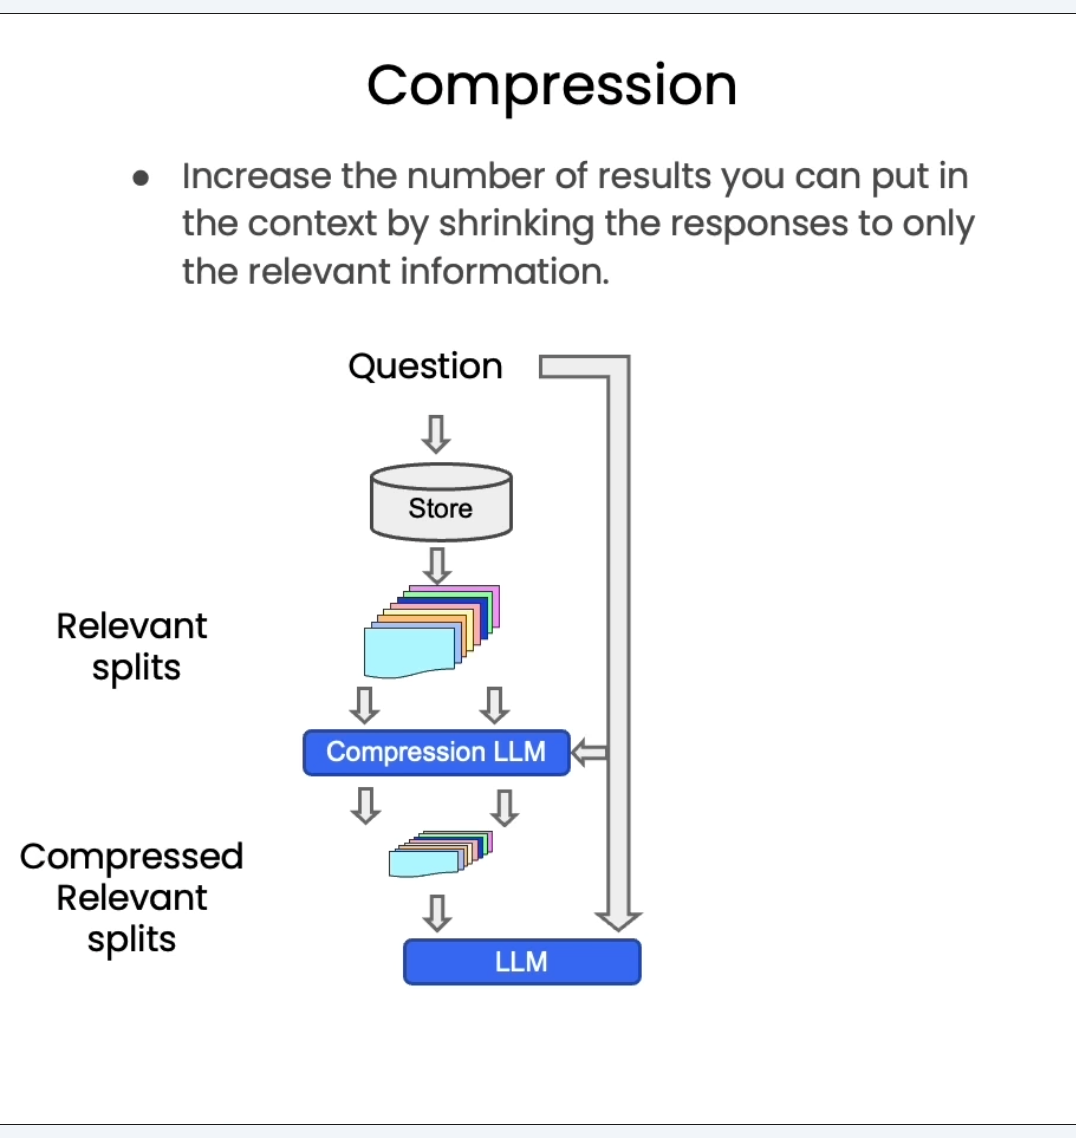 Compression
● Increase the number of results you can put in
the context by shrinking the responses to only
the relevant information.
Question
Store
Relevant
splits
Compression LLM
Compressed
Relevant
splits
LLM